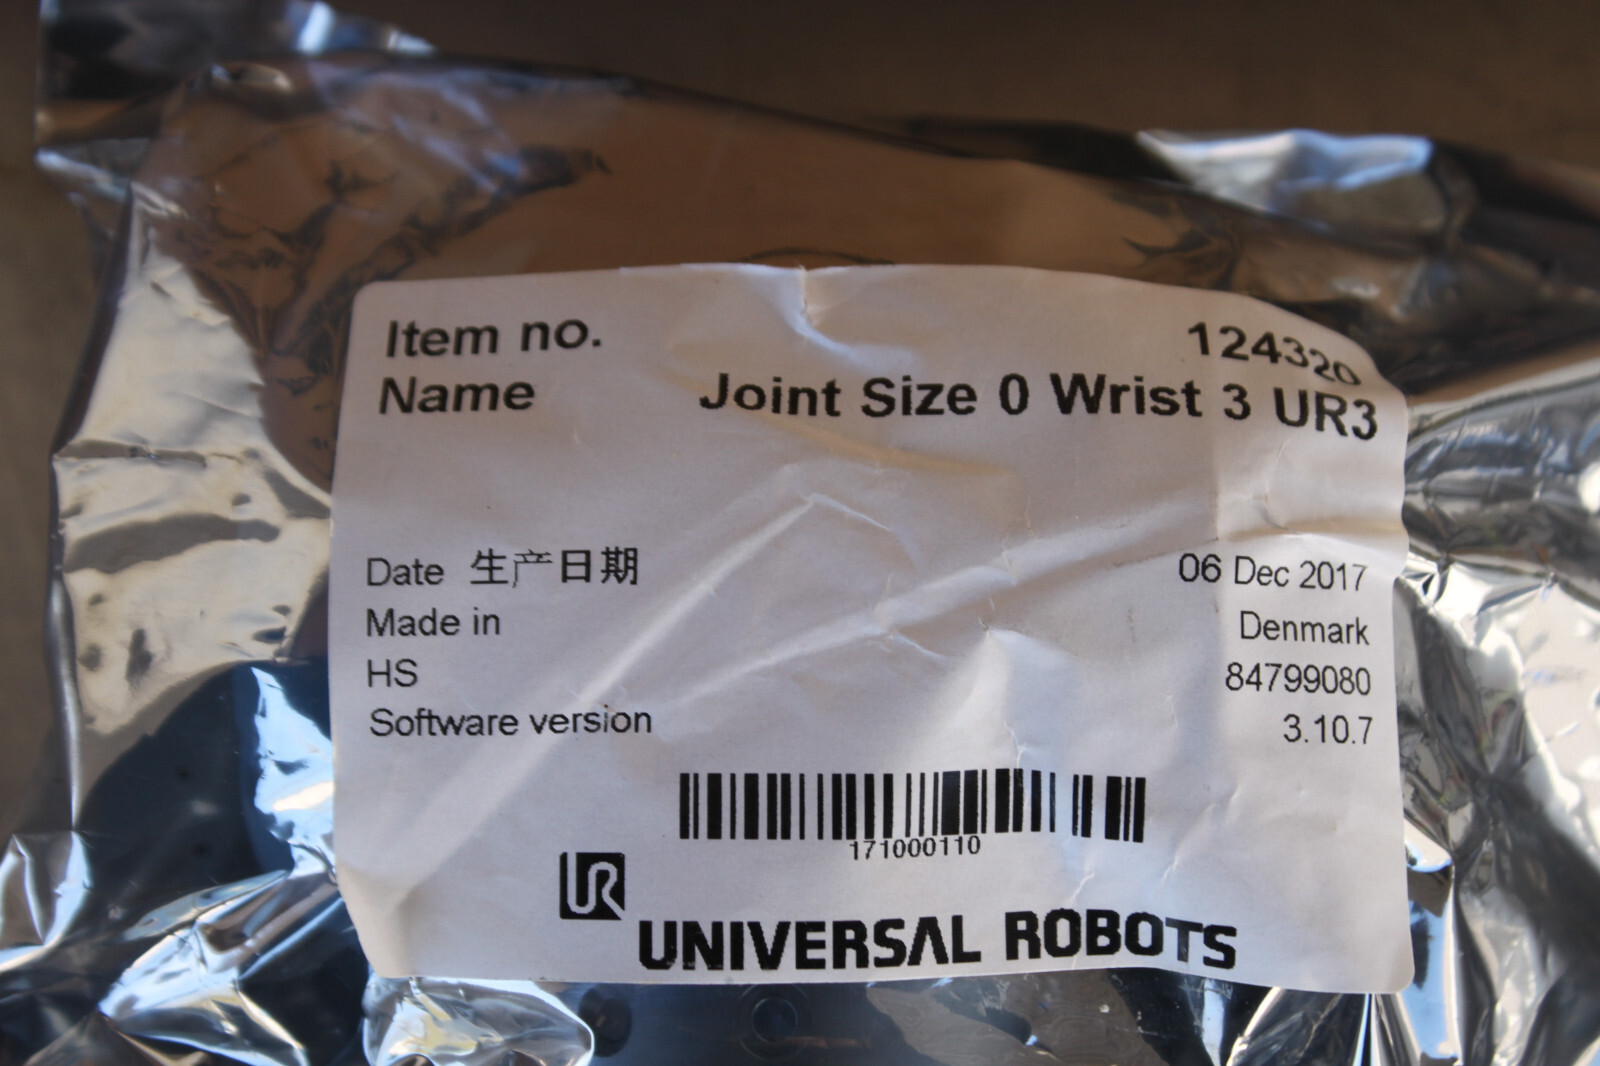 Item no. 124320
Name Joint Size 0 Wrist 3 UR3
Date 生产日期 06 Dec 2017
Made in Denmark
HS 84799080
Software version 3.10.7
171000110
UR
UNIVERSAL ROBOTS